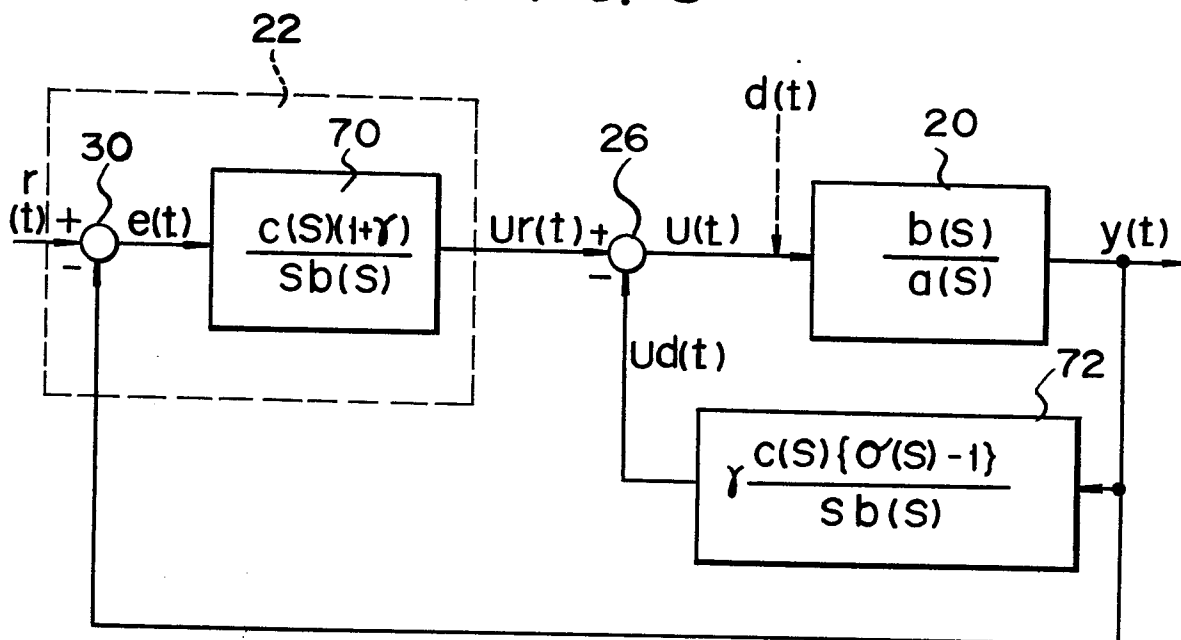 22
d(t)
30
70
26
20
r
(t)
+
e(t)
c(S)(1+γ)
Sb(S)
Ur(t)
+
U(t)
b(S)
a(S)
y(t)
−
−
Ud(t)
72
γ
c(S){σ(S)-1}
Sb(S)